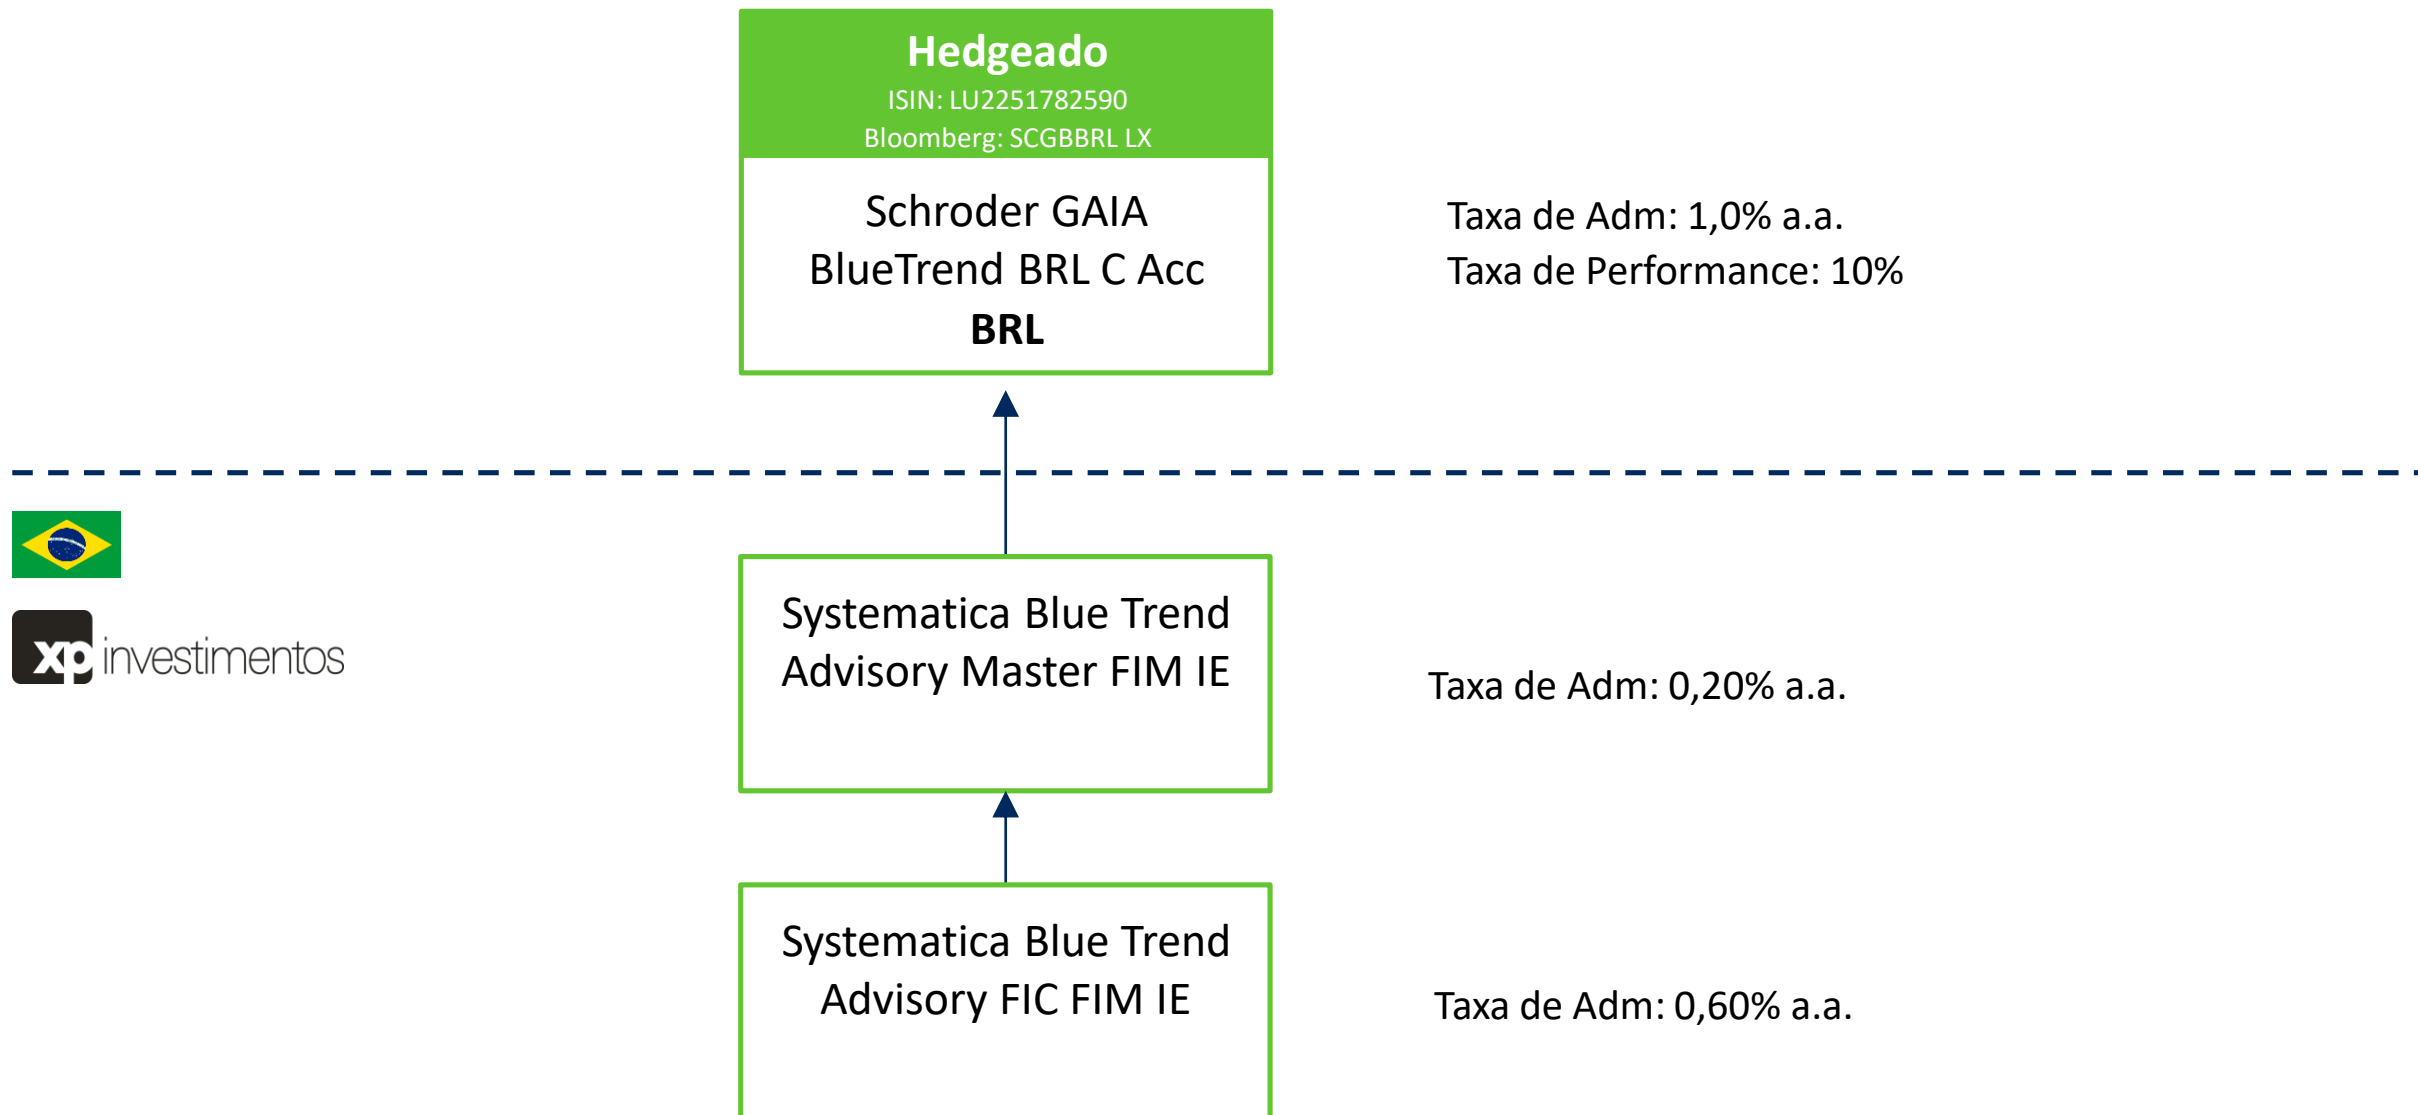 Hedgeado
ISIN: LU2251782590
Bloomberg: SCGBBRL LX
Schroder GAIA
BlueTrend BRL C Acc
BRL
Taxa de Adm: 1,0% a.a.
Taxa de Performance: 10%
xp investimentos
Systematica Blue Trend
Advisory Master FIM IE
Taxa de Adm: 0,20% a.a.
Systematica Blue Trend
Advisory FIC FIM IE
Taxa de Adm: 0,60% a.a.